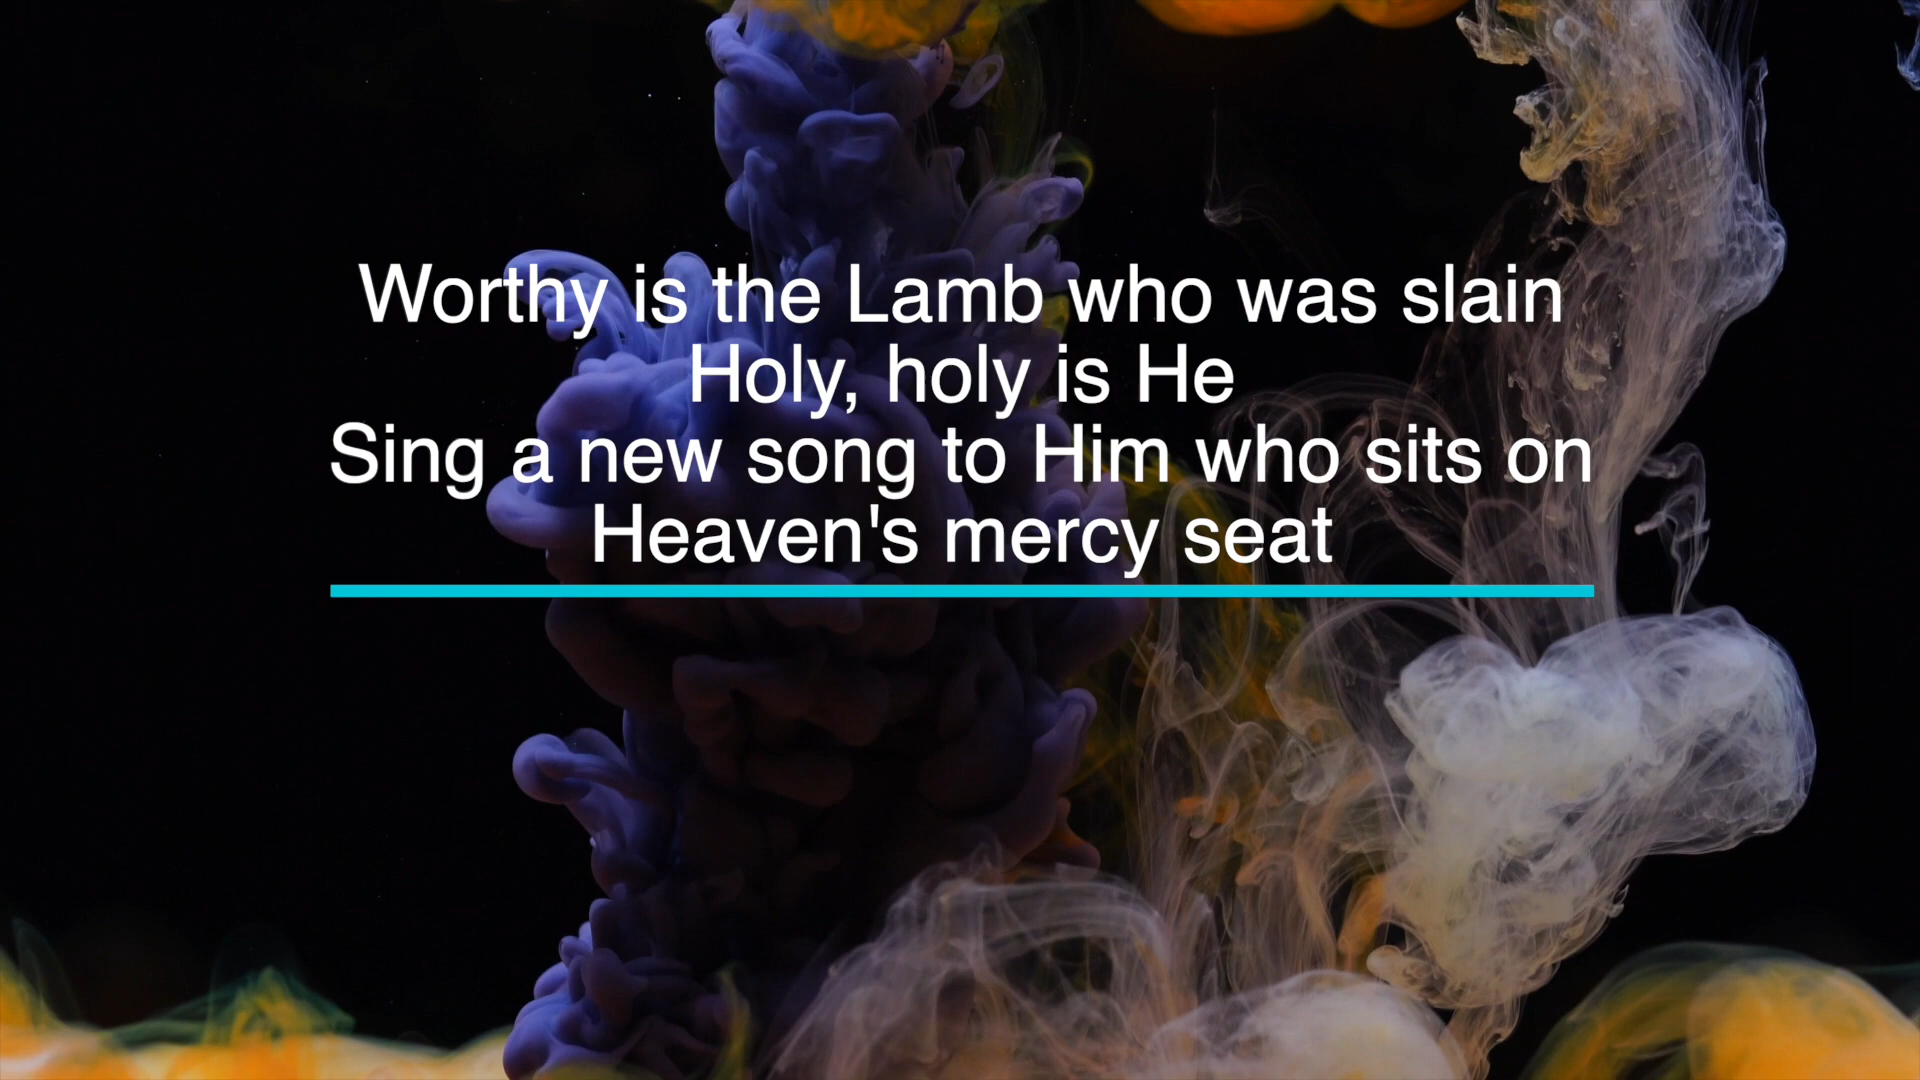 Worthy is the Lamb who was slain
Holy, holy is He
Sing a new song to Him who sits on
Heaven's mercy seat